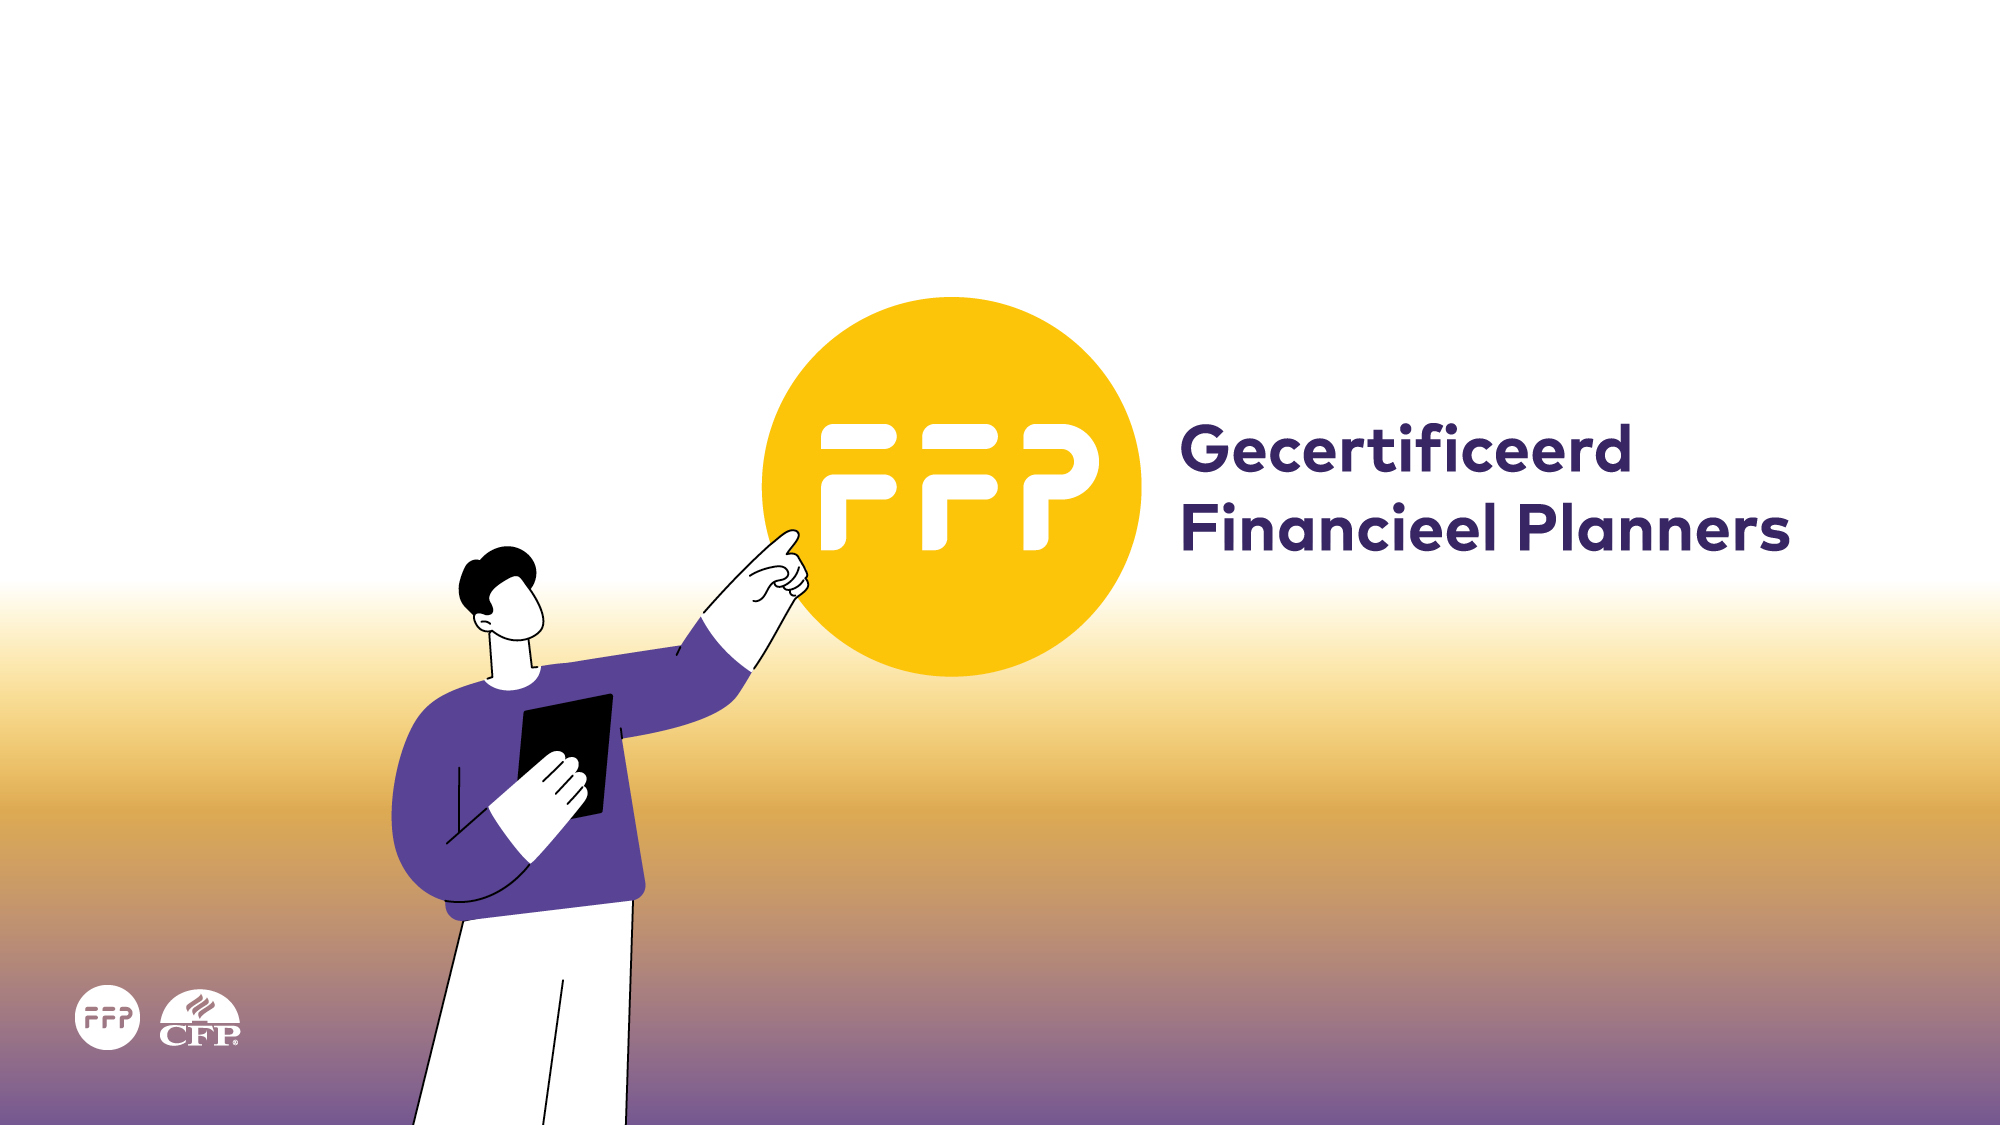 FFP
Gecertificeerd
Financieel Planners
FFP
CFP®